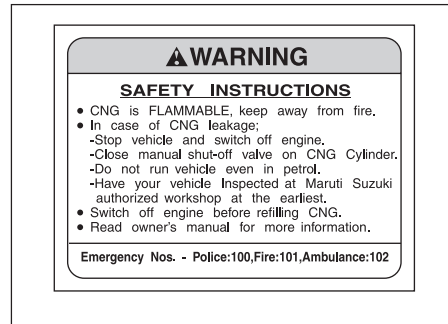 ⚠WARNING
SAFETY INSTRUCTIONS
• CNG is FLAMMABLE, keep away from fire.
• In case of CNG leakage;
-Stop vehicle and switch off engine.
-Close manual shut-off valve on CNG Cylinder.
-Do not run vehicle even in petrol.
-Have your vehicle Inspected at Maruti Suzuki
authorized workshop at the earliest.
• Switch off engine before refilling CNG.
• Read owner's manual for more information.
Emergency Nos. - Police:100,Fire:101,Ambulance:102